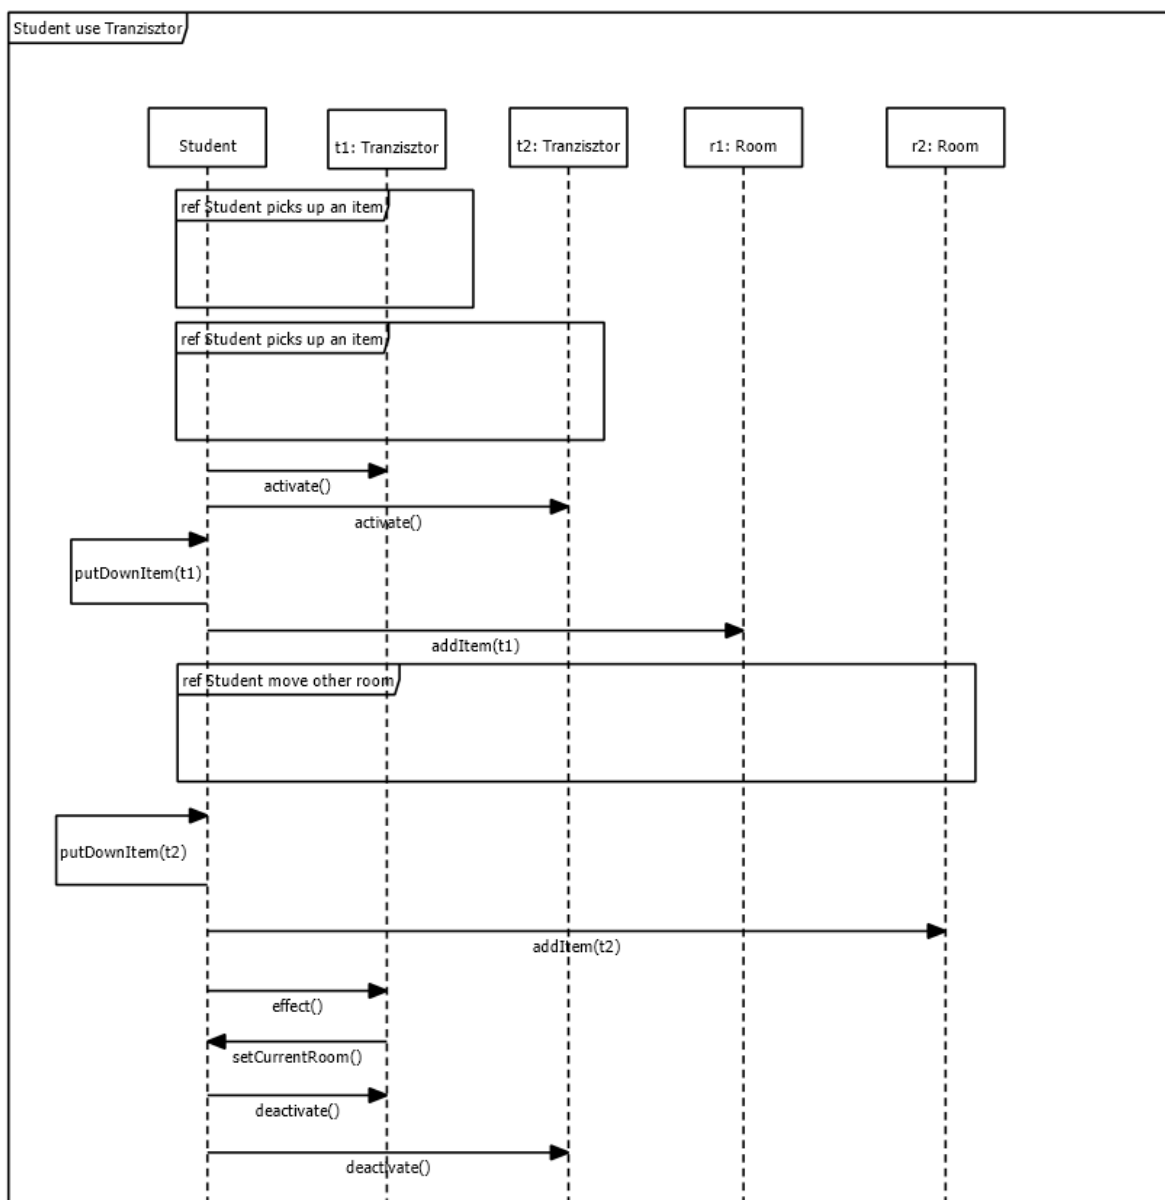 Student use Tranzisztor
Student
t1: Tranzisztor
t2: Tranzisztor
r1: Room
r2: Room
ref Student picks up an item
ref Student picks up an item
activate()
activate()
putDownItem(t1)
addItem(t1)
ref Student move other room
putDownItem(t2)
addItem(t2)
effect()
setCurrentRoom()
deactivate()
deactivate()